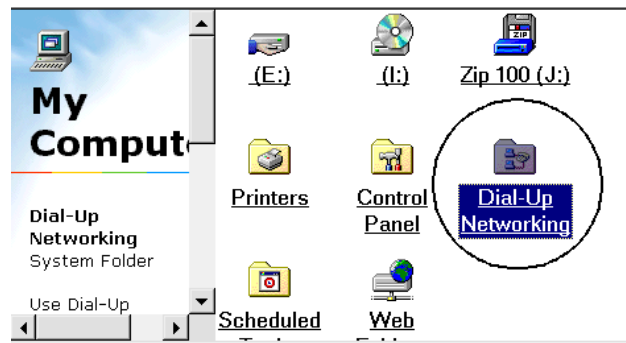 My
Comput
Dial-Up
Networking
System Folder
Use Dial-Up
(E:)
(I:)
ZIP
Zip 100 (J:)
Printers
Control
Panel
Dial-Up
Networking
Scheduled
Web